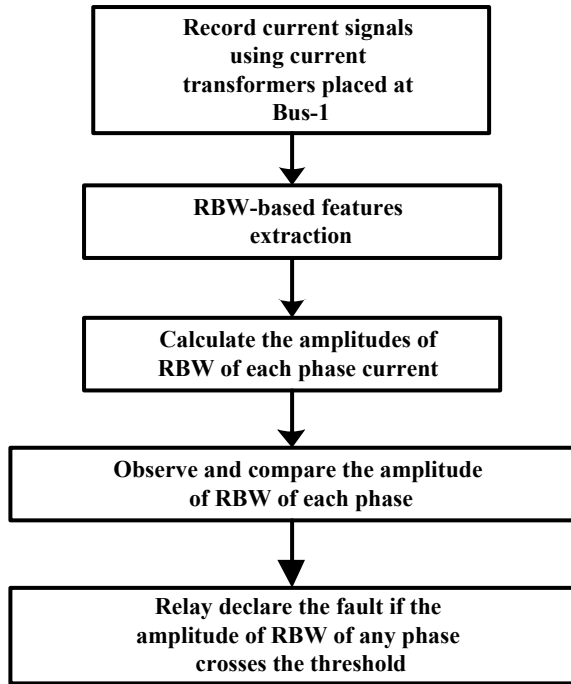 Record current signals
using current
transformers placed at
Bus-1
RBW-based features
extraction
Calculate the amplitudes of
RBW of each phase current
Observe and compare the amplitude
of RBW of each phase
Relay declare the fault if the
amplitude of RBW of any phase
crosses the threshold